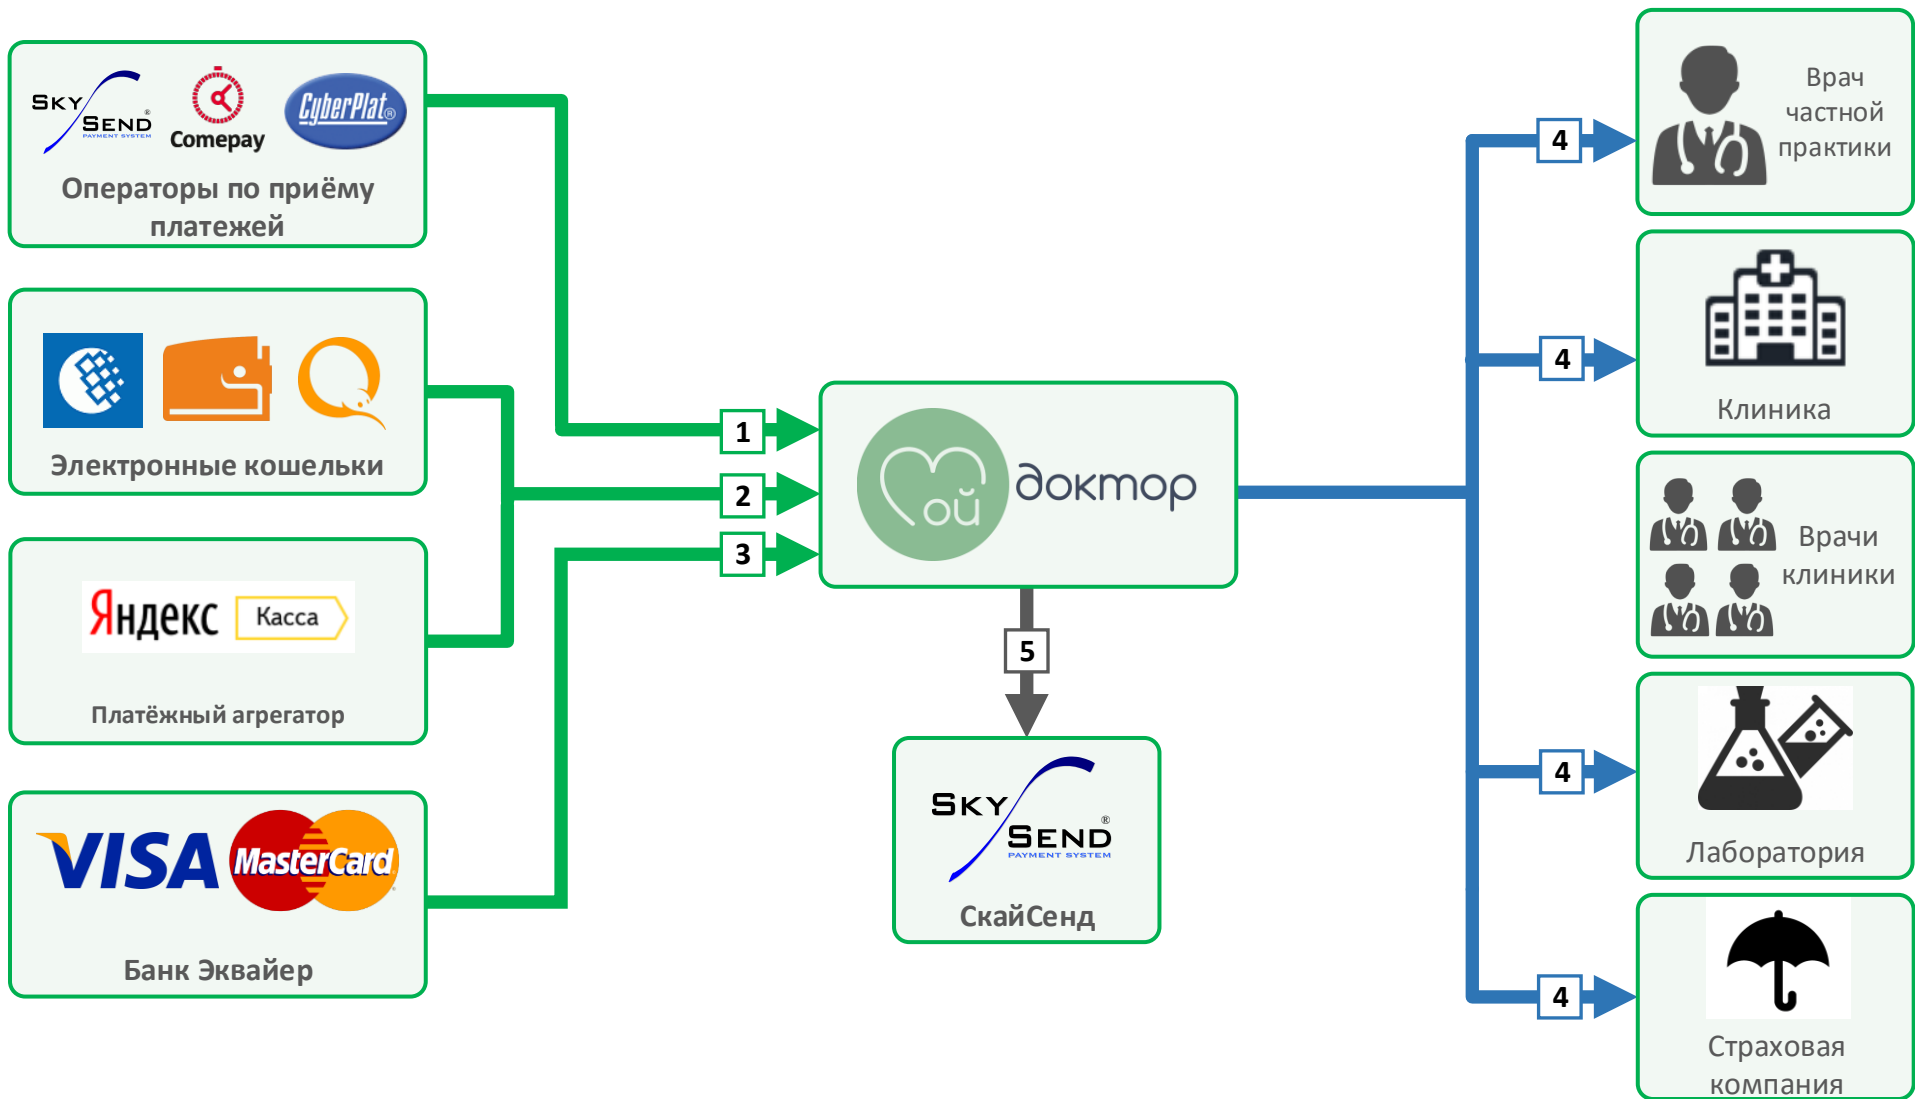 SKY
SEND®
PAYMENT SYSTEM
Comepay
CyberPlat®
Операторы по приёму
платежей
Электронные кошельки
Яндекс Касса
Платёжный агрегатор
VISA MasterCard
Банк Эквайер
1
2
3
ой доктор
5
SKY
SEND®
PAYMENT SYSTEM
СкайСенд
4
Врач
частной
практики
4
Клиника
Врачи
клиники
4
Лаборатория
4
Страховая
компания